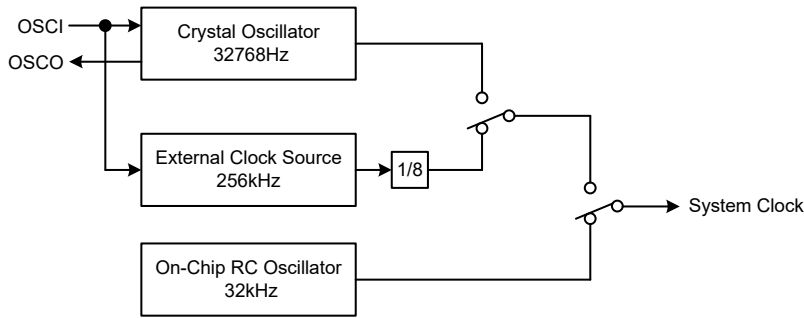 OSCI
OSCO
Crystal Oscillator
32768Hz
External Clock Source
256kHz
1/8
System Clock
On-Chip RC Oscillator
32kHz